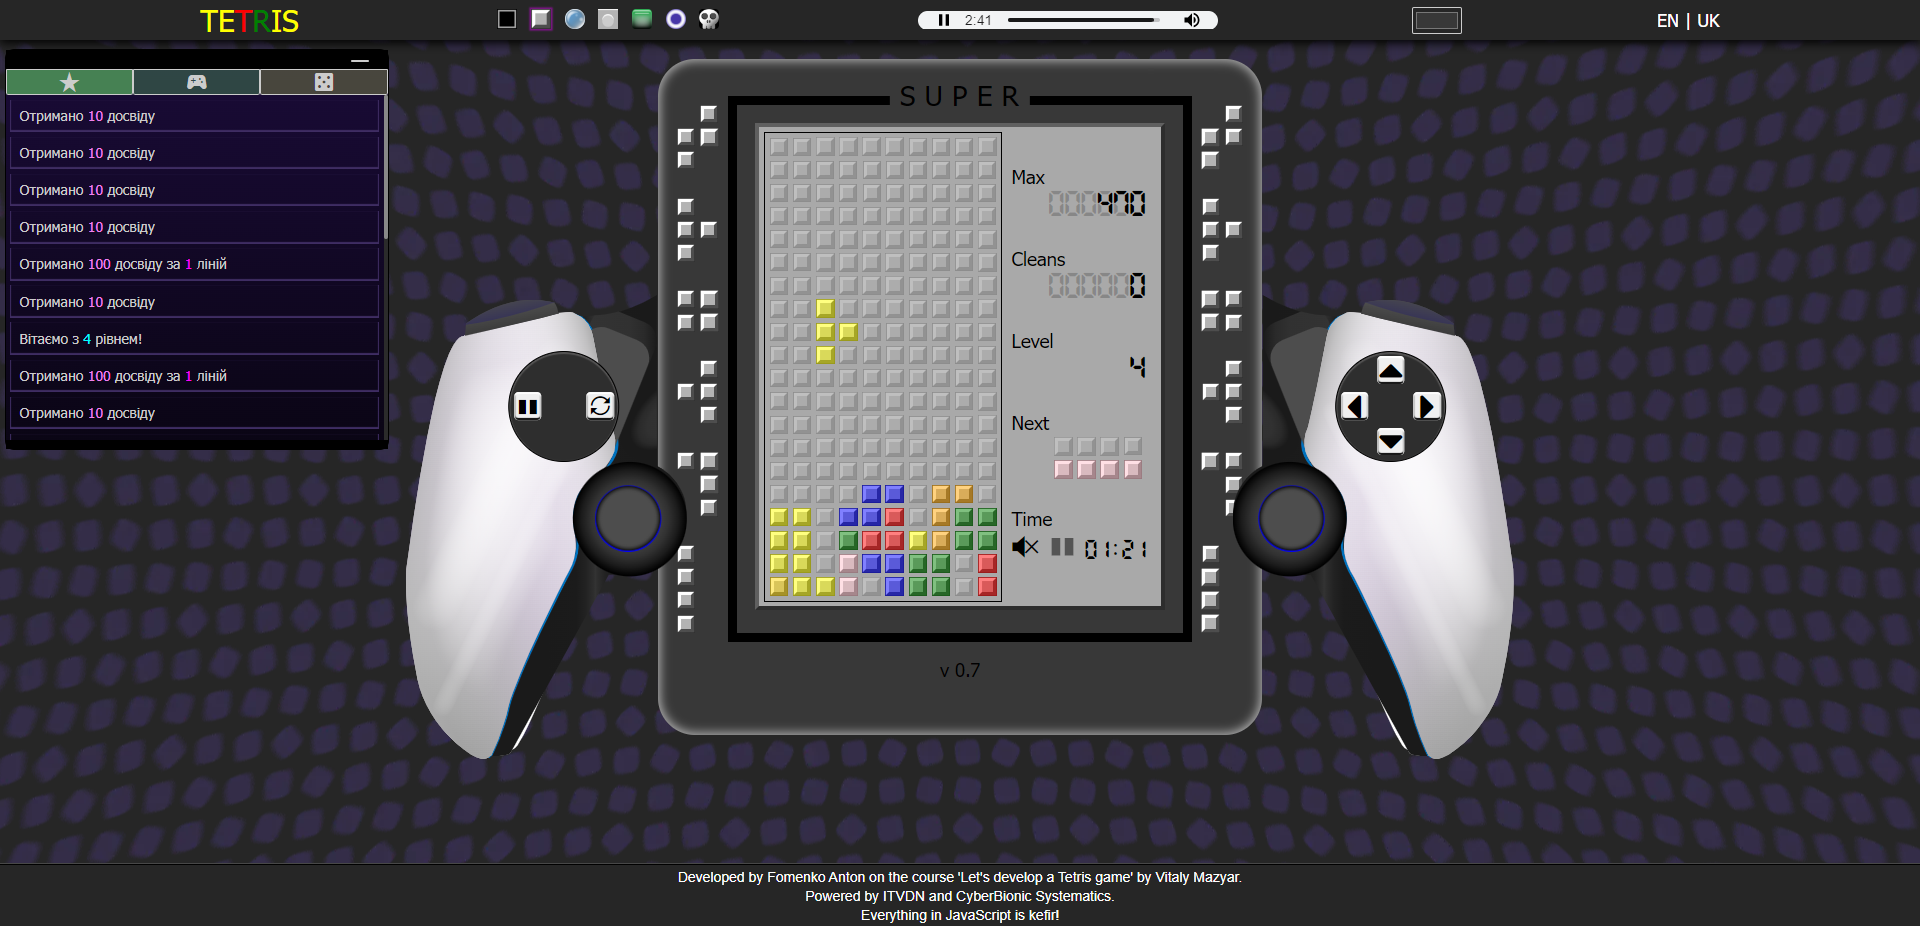 TETRIS
2:41
EN | UK
Отримано 10 досвіду
Отримано 10 досвіду
Отримано 10 досвіду
Отримано 10 досвіду
Отримано 100 досвіду за 1 ліній
Отримано 10 досвіду
Вітаємо з 4 рівнем!
Отримано 100 досвіду за 1 ліній
Отримано 10 досвіду
SUPER
Max
470
Cleans
0
Level
4
Next
Time
01:21
v 0.7
Developed by Fomenko Anton on the course 'Let's develop a Tetris game' by Vitaly Mazyar.
Powered by ITVDN and CyberBionic Systematics.
Everything in JavaScript is kefir!